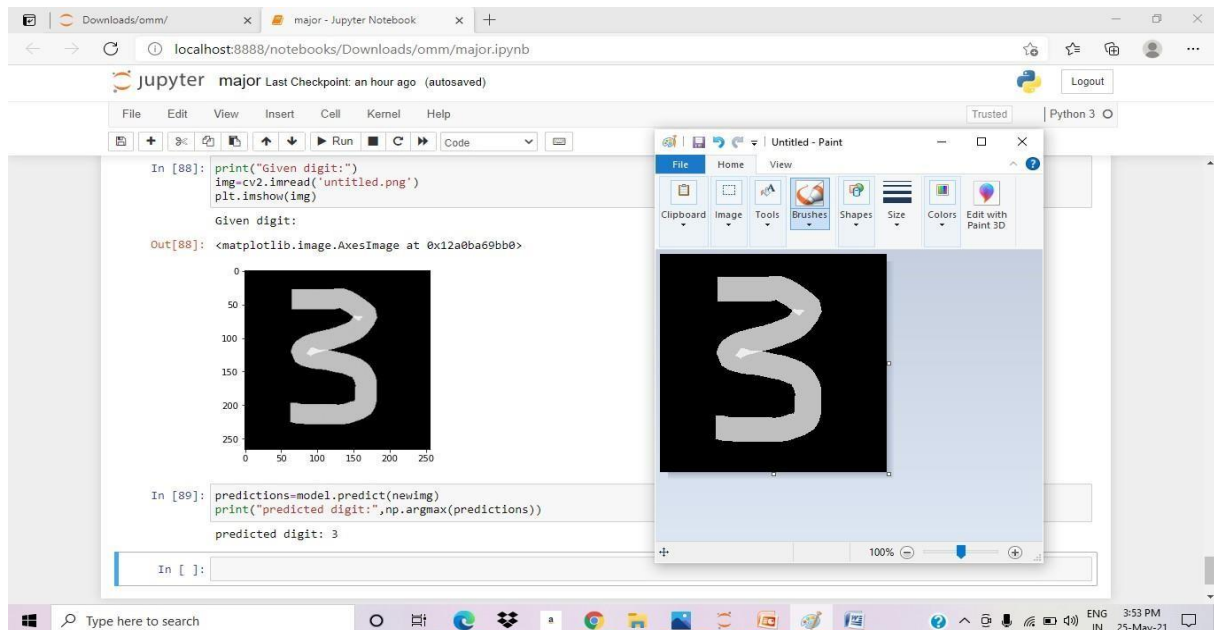 Downloads/omm/
major - Jupyter Notebook
localhost:8888/notebooks/Downloads/omm/major.ipynb
jupyter major Last Checkpoint: an hour ago (autosaved)
Logout
File Edit View Insert Cell Kernel Help
Trusted
Python 3
Run
Code
In [88]: print("Given digit:")
img=cv2.imread('untitled.png')
plt.imshow(img)
Given digit:
Out[88]: <matplotlib.image.AxesImage at 0x12a0ba69bb0>
0
50
100
150
200
250
0 50 100 150 200 250
3
In [89]: predictions=model.predict(newimg)
print("predicted digit:",np.argmax(predictions))
predicted digit: 3
In [ ]:
Untitled - Paint
File Home View
Clipboard Image Tools Brushes Shapes Size Colors Edit with
Paint 3D
3
100%
Type here to search
a
ENG
IN
3:53 PM
25-May-21